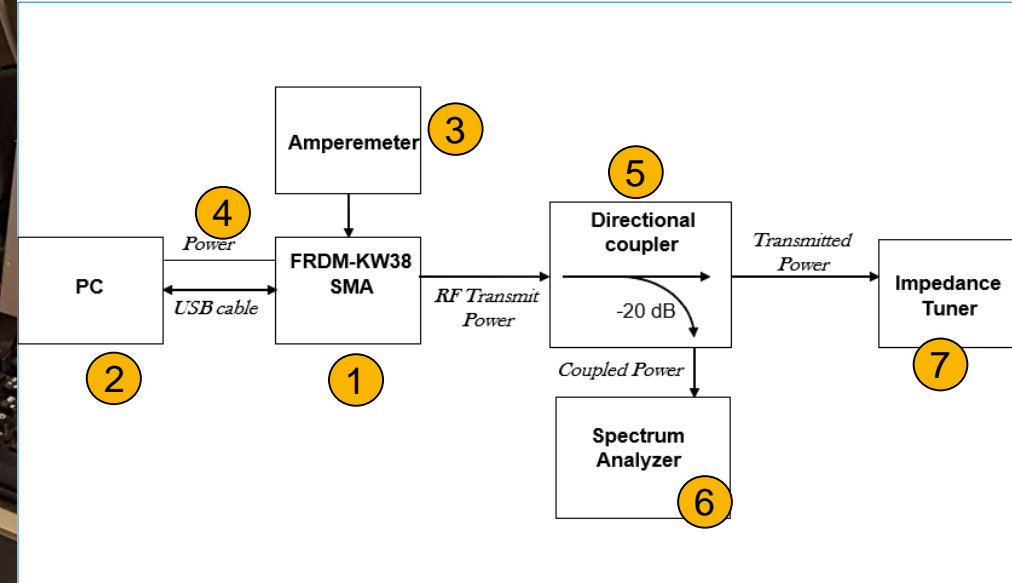 Amperemeter
3
4
Power
PC
USB cable
2
FRDM-KW38
SMA
1
RF Transmit
Power
5
Directional
coupler
-20 dB
Transmitted
Power
Impedance
Tuner
7
Coupled Power
Spectrum
Analyzer
6